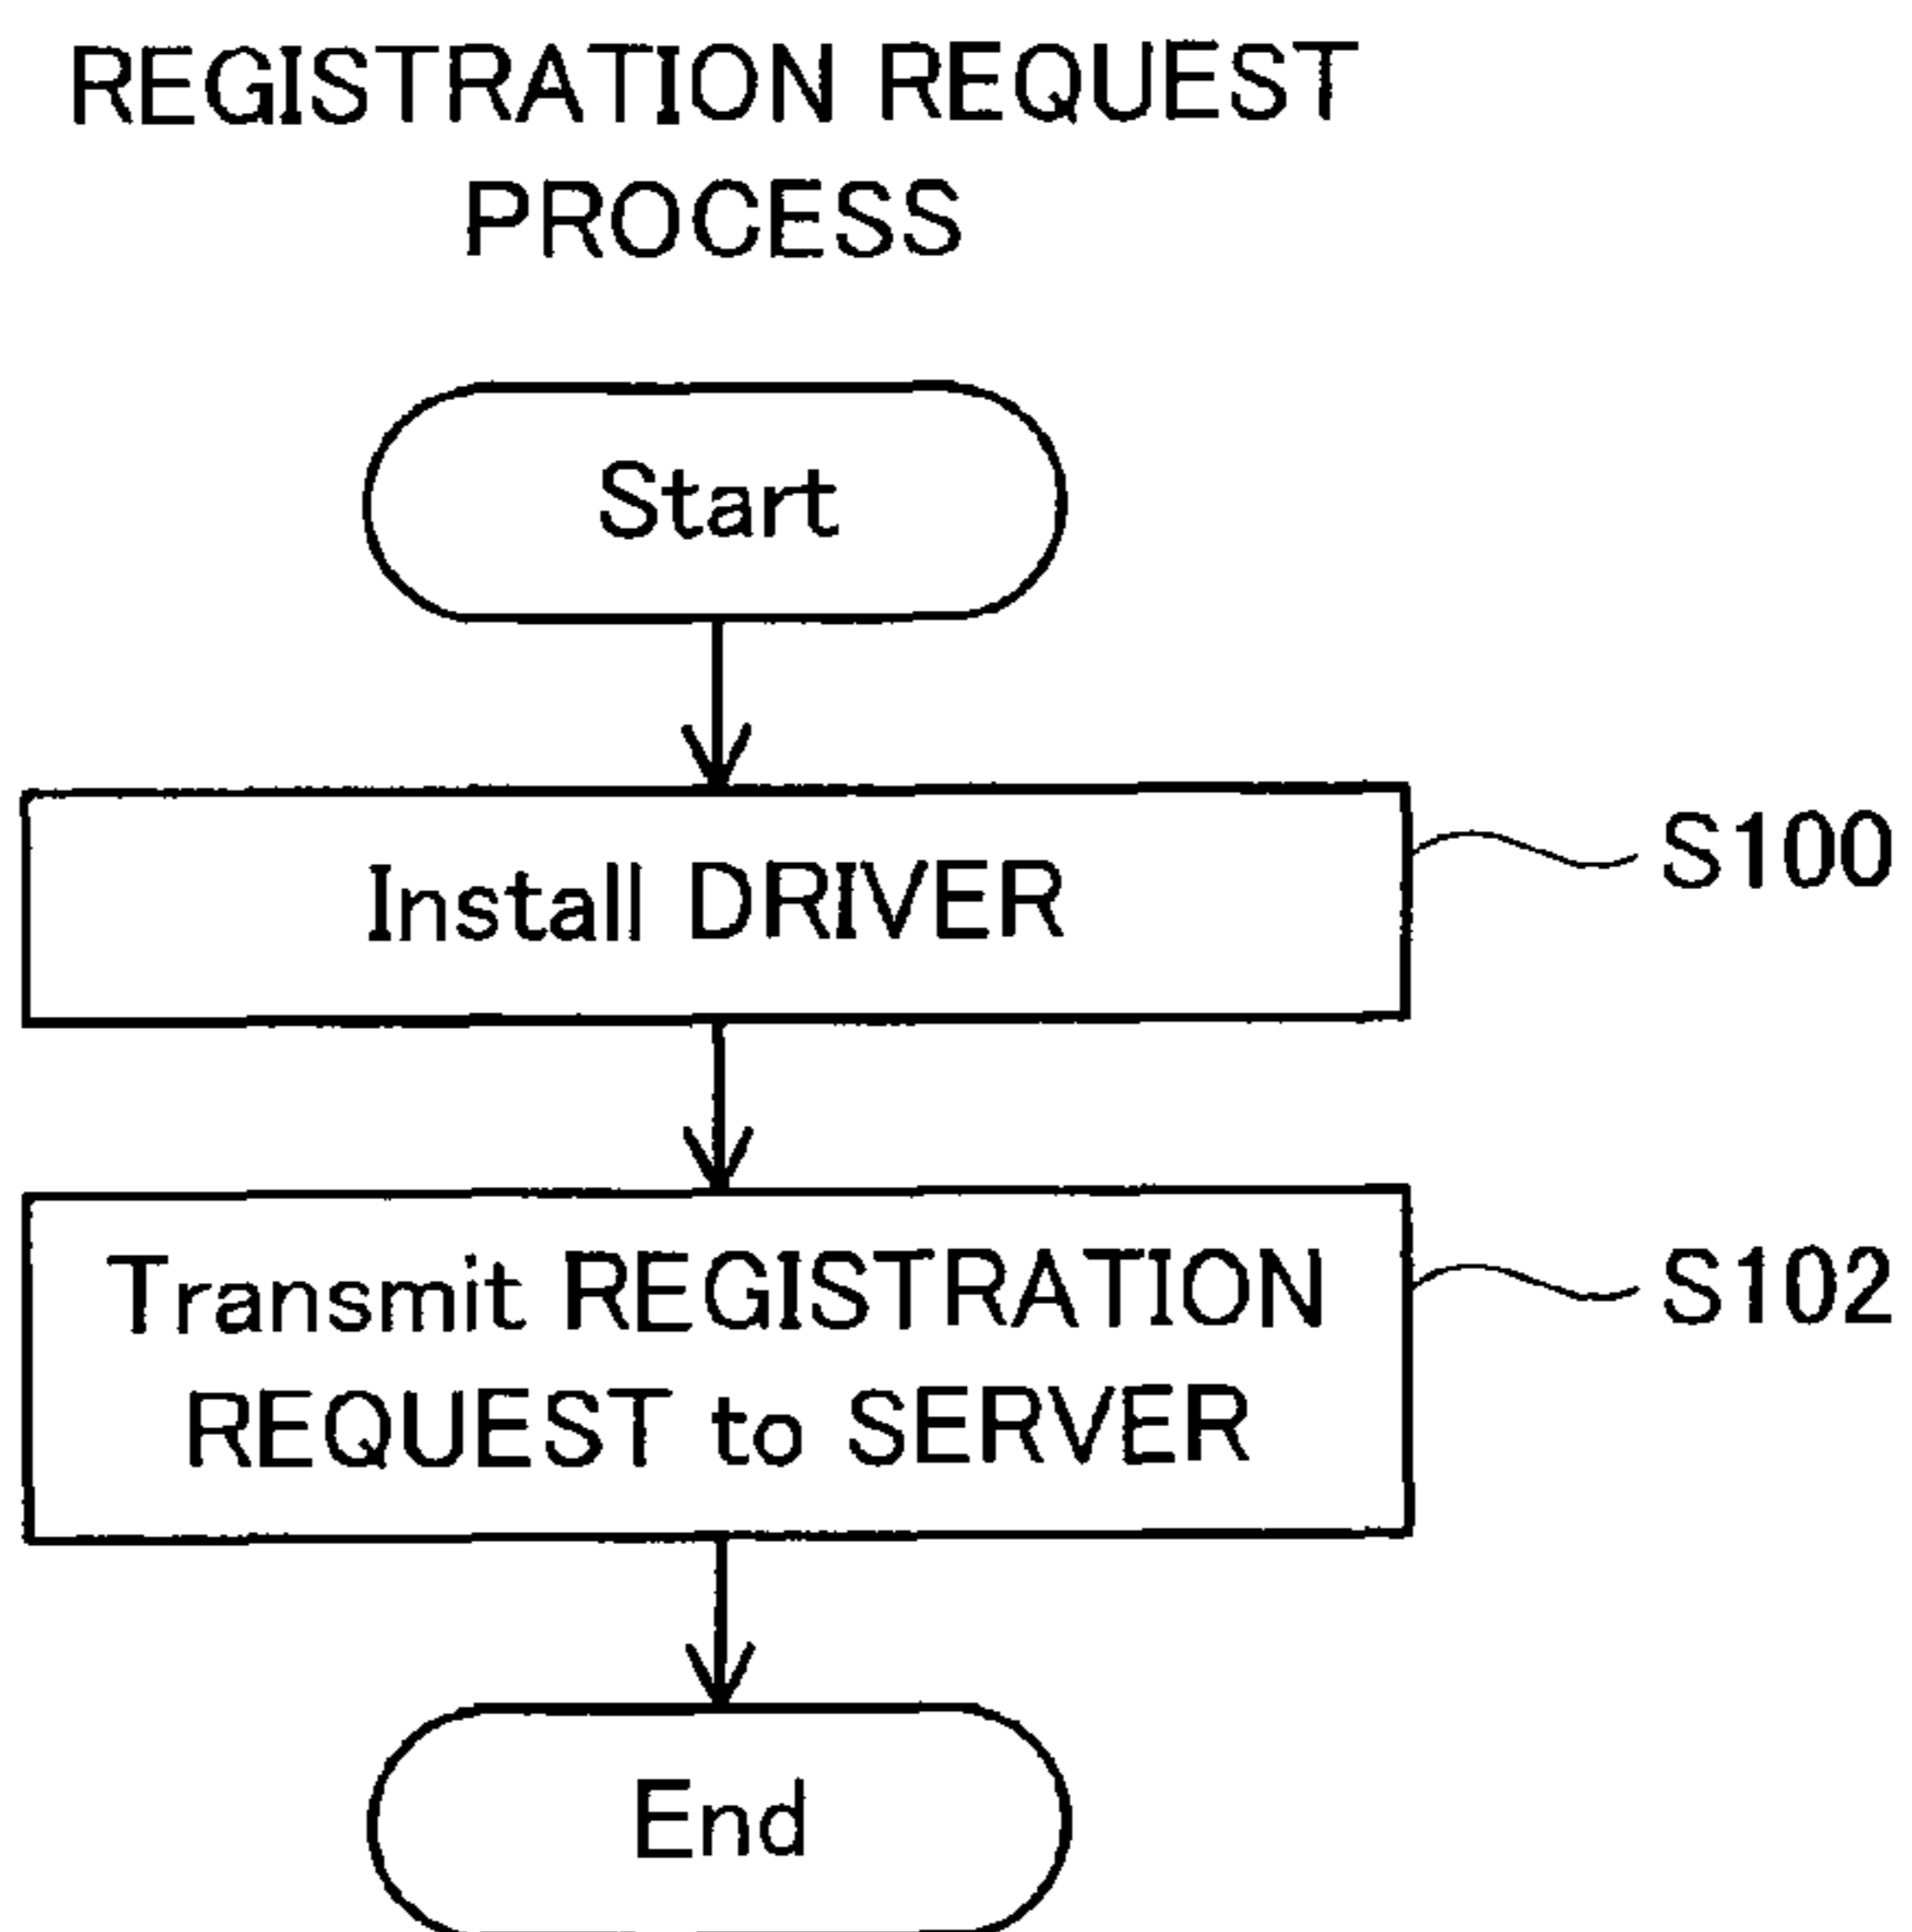 REGISTRATION REQUEST
PROCESS
Start
Install DRIVER
S100
Transmit REGISTRATION
REQUEST to SERVER
S102
End